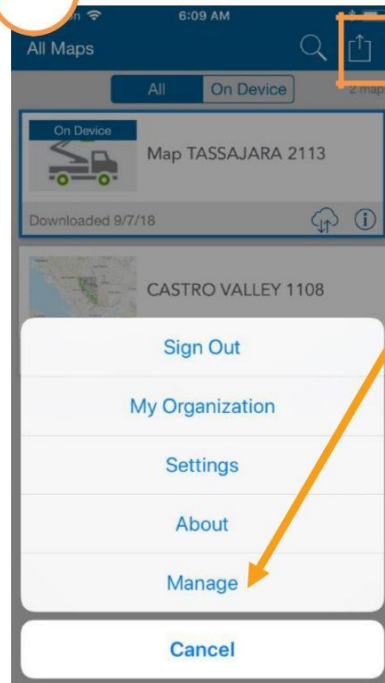 6:09 AM
All Maps
All
On Device
2 map
On Device
Map TASSAJARA 2113
Downloaded 9/7/18
CASTRO VALLEY 1108
Sign Out
My Organization
Settings
About
Manage
Cancel